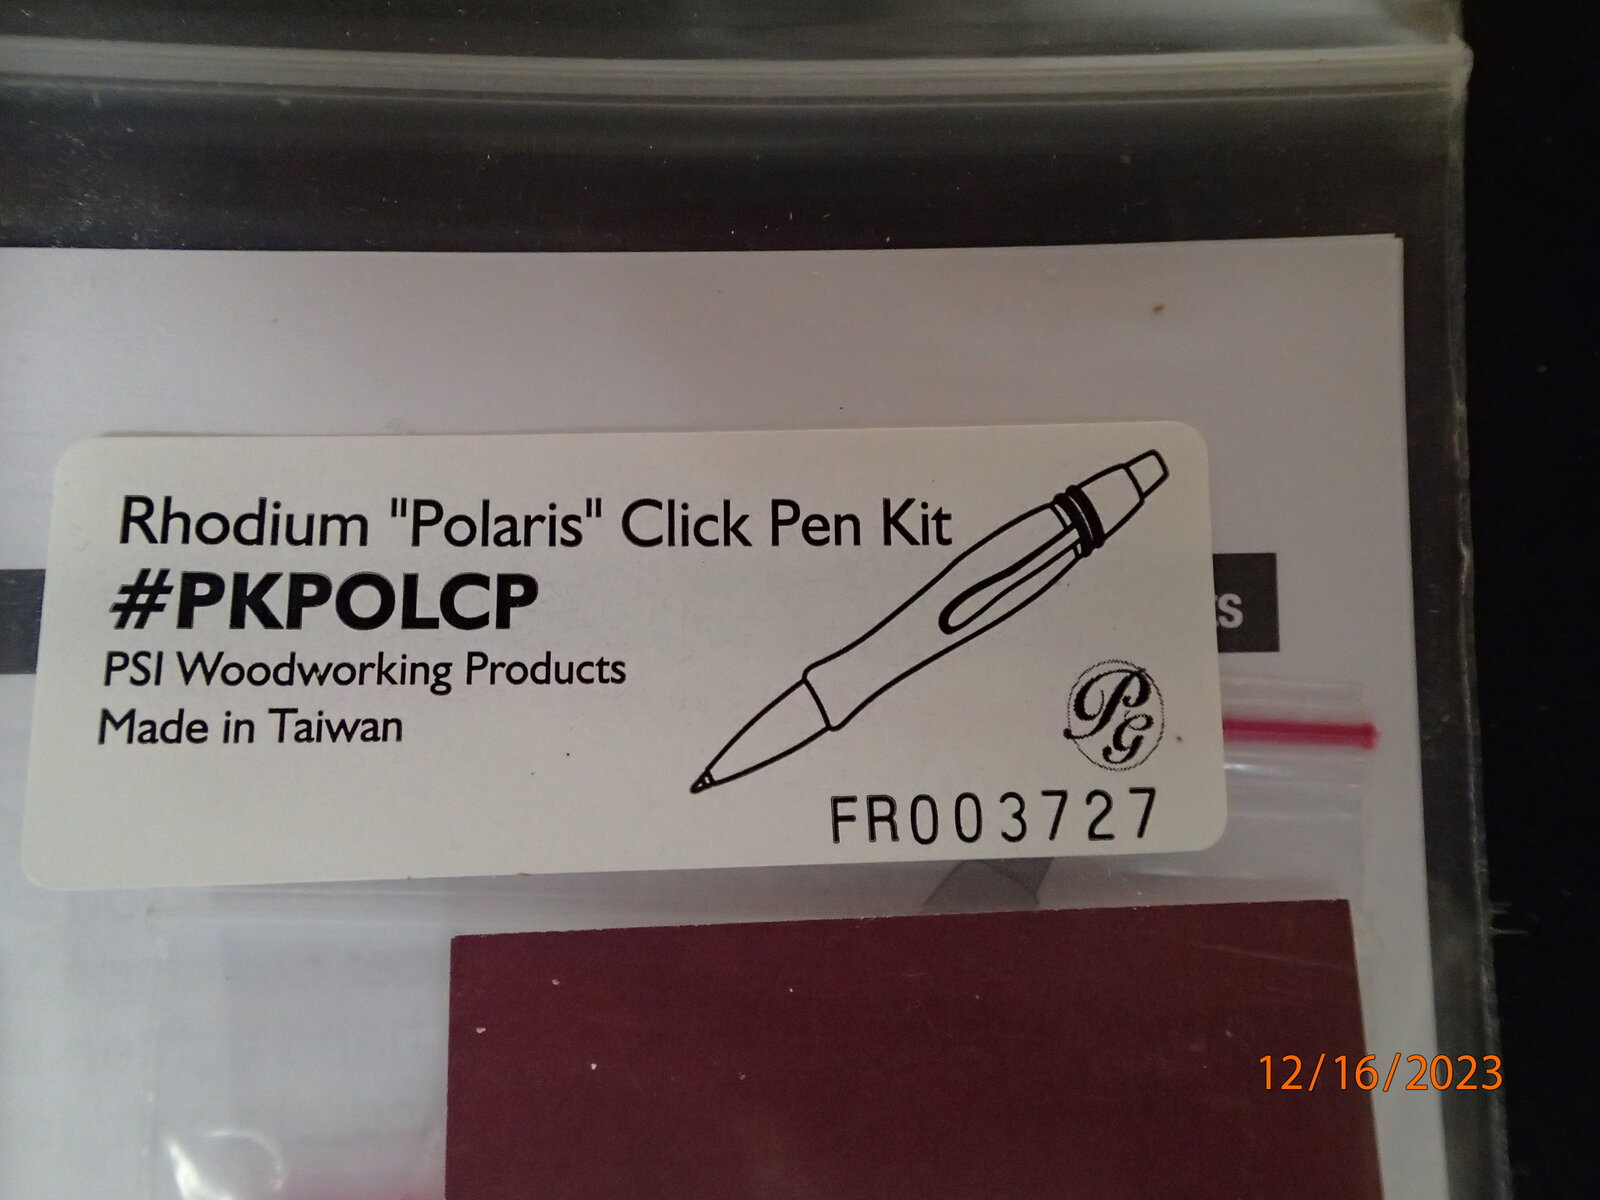 Rhodium "Polaris" Click Pen Kit
#PKPOLCP
PSI Woodworking Products
Made in Taiwan
PG
FR003727
12/16/2023